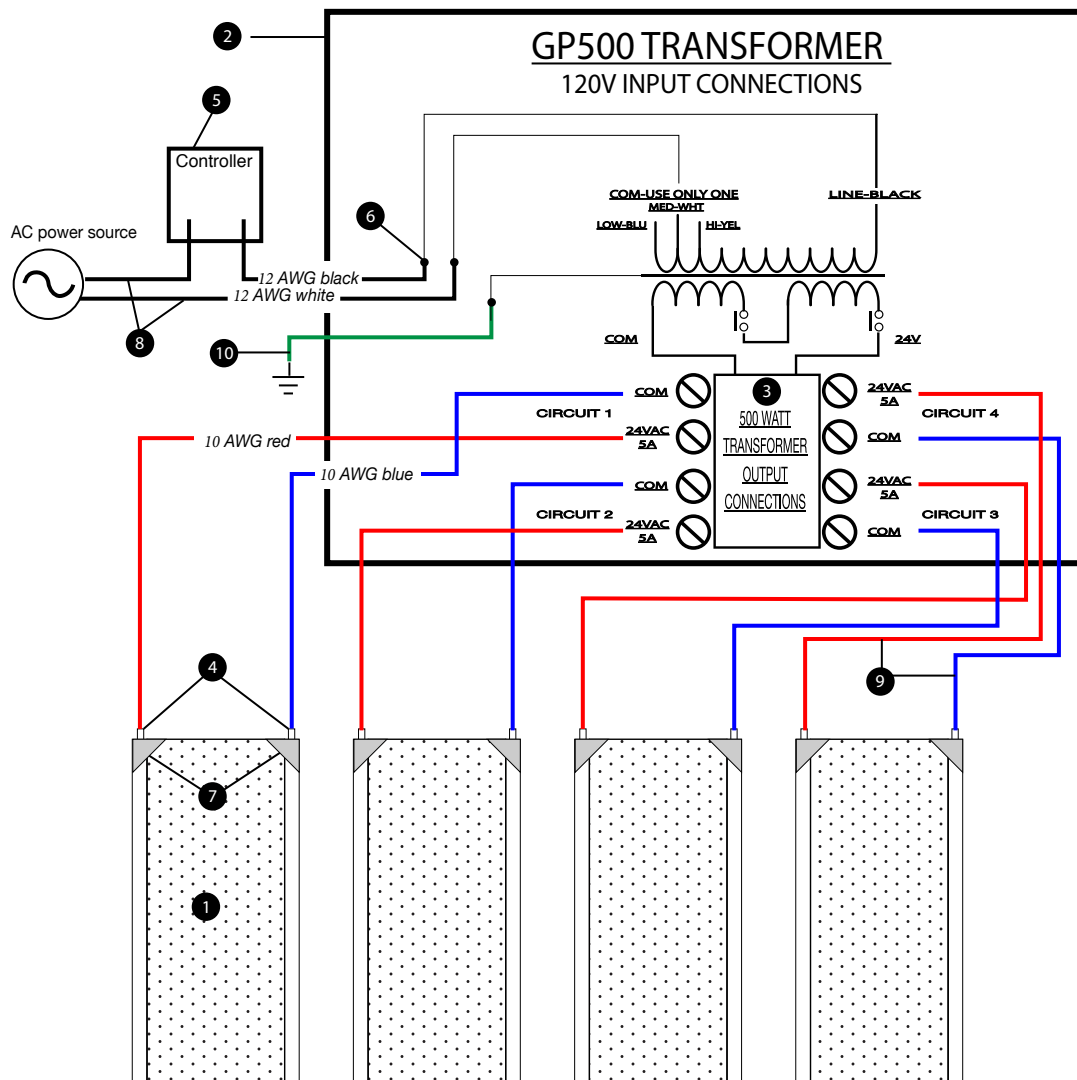 2
GP500 TRANSFORMER
120V INPUT CONNECTIONS
5
Controller
6
COM-USE ONLY ONE
MED-WHT
LINE-BLACK
LOW-BLU
HI-YEL
AC power source
12 AWG black
12 AWG white
8
10
COM
24V
3
500 WATT
TRANSFORMER
OUTPUT
CONNECTIONS
COM
CIRCUIT 1
24VAC
5A
COM
CIRCUIT 2
24VAC
5A
24VAC
5A
CIRCUIT 4
COM
24VAC
5A
CIRCUIT 3
COM
10 AWG red
10 AWG blue
4
9
7
1